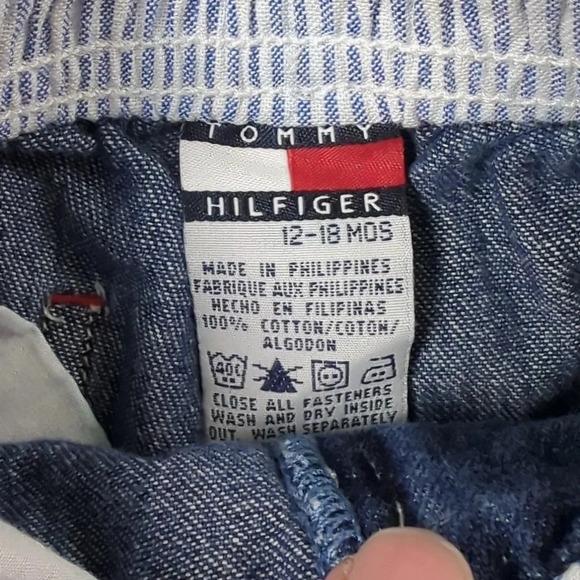 TOMMY
HILFIGER
12-18 MOS
MADE IN PHILIPPINES
FABRIQUE AUX PHILIPPINES
HECHO EN FILIPINAS
100% COTTON/COTON/
ALGODON
40C
CLOSE ALL FASTENERS
WASH AND DRY INSIDE
OUT. WASH SEPARATELY